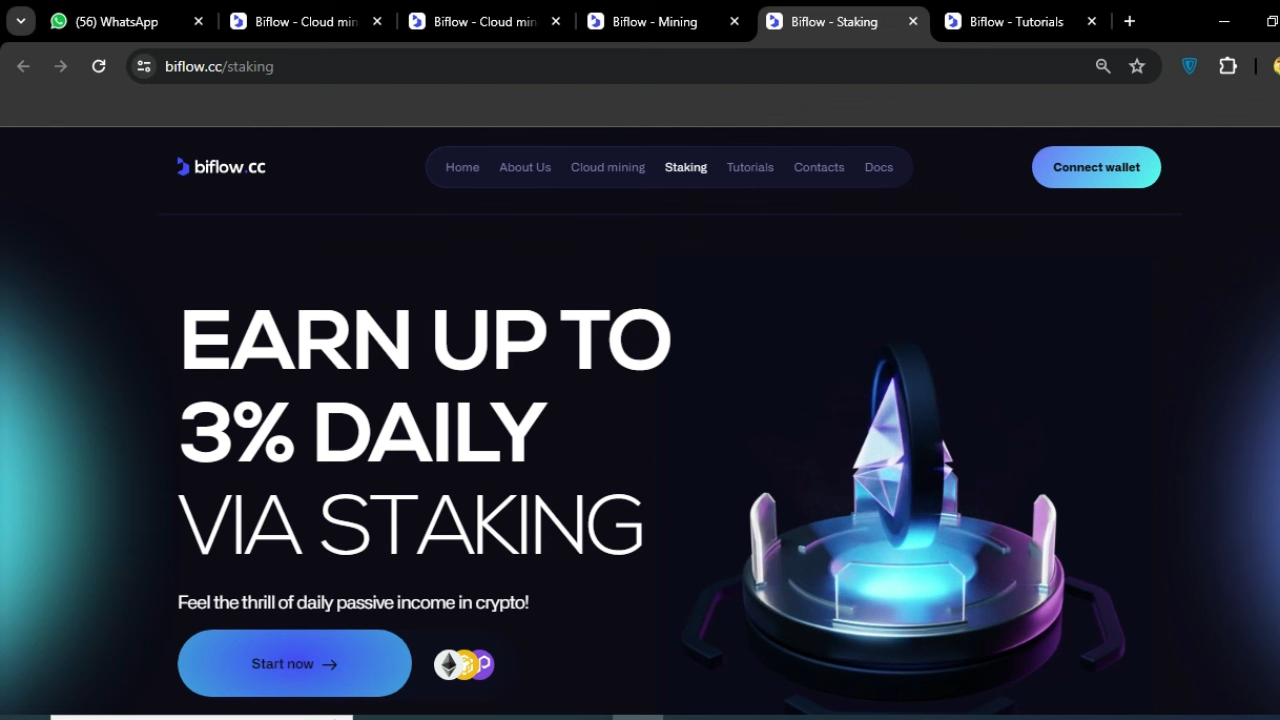 (56) WhatsApp
Biflow - Cloud min
Biflow - Cloud min
Biflow - Mining
Biflow - Staking
Biflow - Tutorials
biflow.cc/staking
biflow.cc
Home
About Us
Cloud mining
Staking
Tutorials
Contacts
Docs
Connect wallet
EARN UP TO
3% DAILY
VIA STAKING
Feel the thrill of daily passive income in crypto!
Start now →